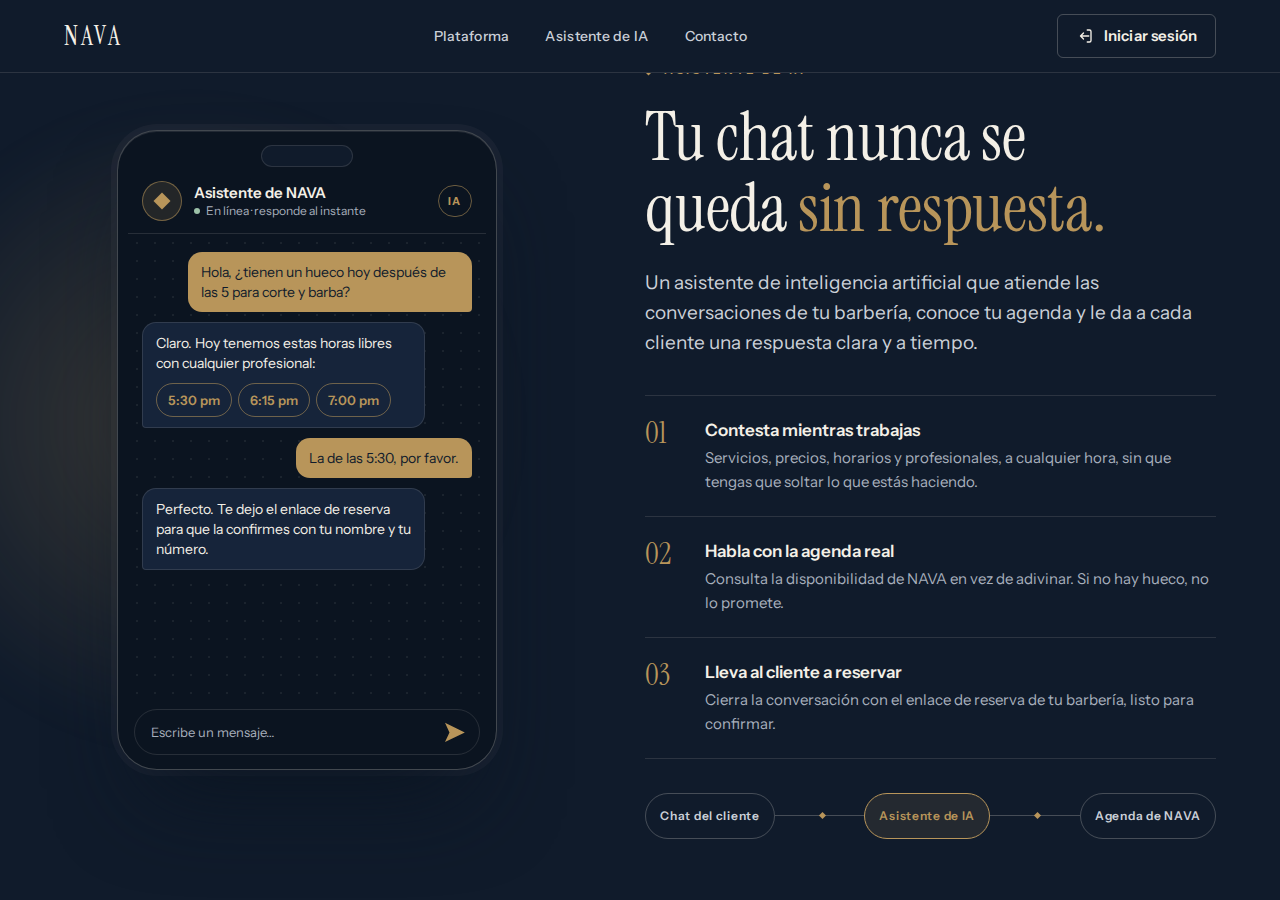 NAVA
Plataforma
Asistente de IA
Contacto
Iniciar sesión
Asistente de NAVA
En línea · responde al instante
IA
Hola, ¿tienen un hueco hoy después de
las 5 para corte y barba?
Claro. Hoy tenemos estas horas libres
con cualquier profesional:
5:30 pm
6:15 pm
7:00 pm
La de las 5:30, por favor.
Perfecto. Te dejo el enlace de reserva
para que la confirmes con tu nombre y tu
número.
Escribe un mensaje...
Tu chat nunca se
queda sin respuesta.
Un asistente de inteligencia artificial que atiende las
conversaciones de tu barbería, conoce tu agenda y le da a cada
cliente una respuesta clara y a tiempo.
01
Contesta mientras trabajas
Servicios, precios, horarios y profesionales, a cualquier hora, sin que
tengas que soltar lo que estás haciendo.
02
Habla con la agenda real
Consulta la disponibilidad de NAVA en vez de adivinar. Si no hay hueco, no
lo promete.
03
Lleva al cliente a reservar
Cierra la conversación con el enlace de reserva de tu barbería, listo para
confirmar.
Chat del cliente
Asistente de IA
Agenda de NAVA